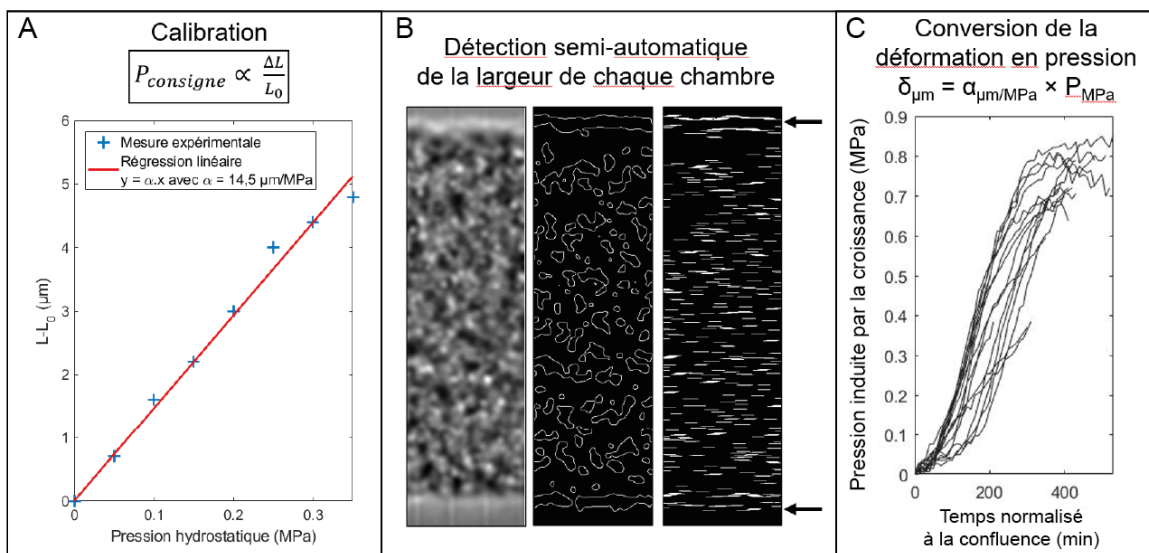 A
Calibration
P_consigne ∝ ΔL/L₀
6
5
4
3
2
1
0
L-L₀ (µm)
Mesure expérimentale
Régression linéaire
y = α.x avec α = 14,5 µm/MPa
0 0.1 0.2 0.3
Pression hydrostatique (MPa)
B
Détection semi-automatique
de la largeur de chaque chambre
C
Conversion de la
déformation en pression
δµm = αµm/MPa × PMPa
0.9
0.8
0.7
0.6
0.5
0.4
0.3
0.2
0.1
0
Pression induite par la croissance (MPa)
0 200 400
Temps normalisé
à la confluence (min)